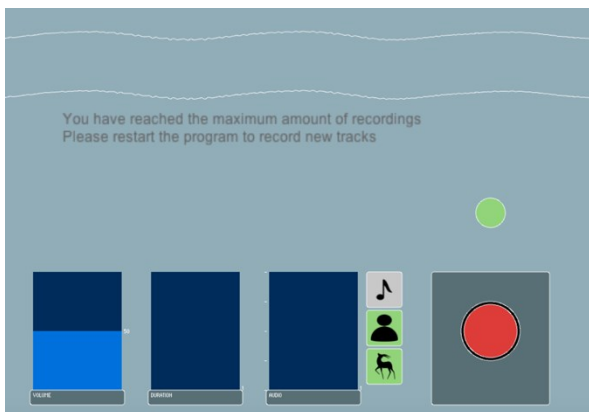 You have reached the maximum amount of recordings
Please restart the program to record new tracks
50
VOLUME
DURATION
AUDIO